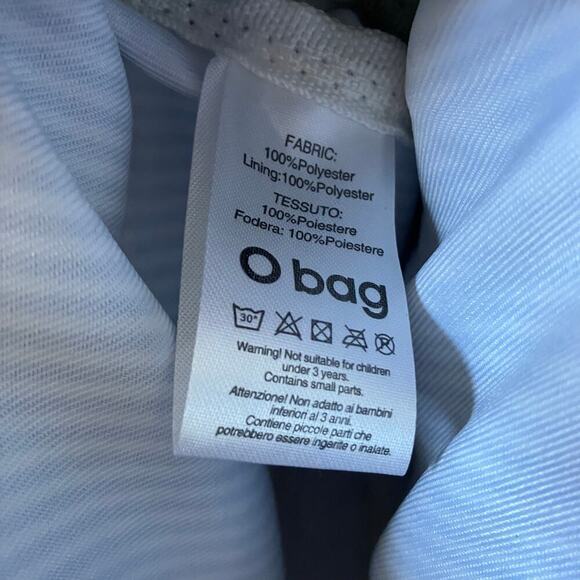 FABRIC:
100%Polyester
Lining:100%Polyester
TESSUTO:
100%Poiestere
Fodera: 100%Poiestere
O bag
30°
Warning! Not suitable for children
under 3 years.
Contains small parts.
Attenzione! Non adatto ai bambini
inferiori al 3 anni.
Contiene piccole parti che
potrebbero essere ingerite o inalate.